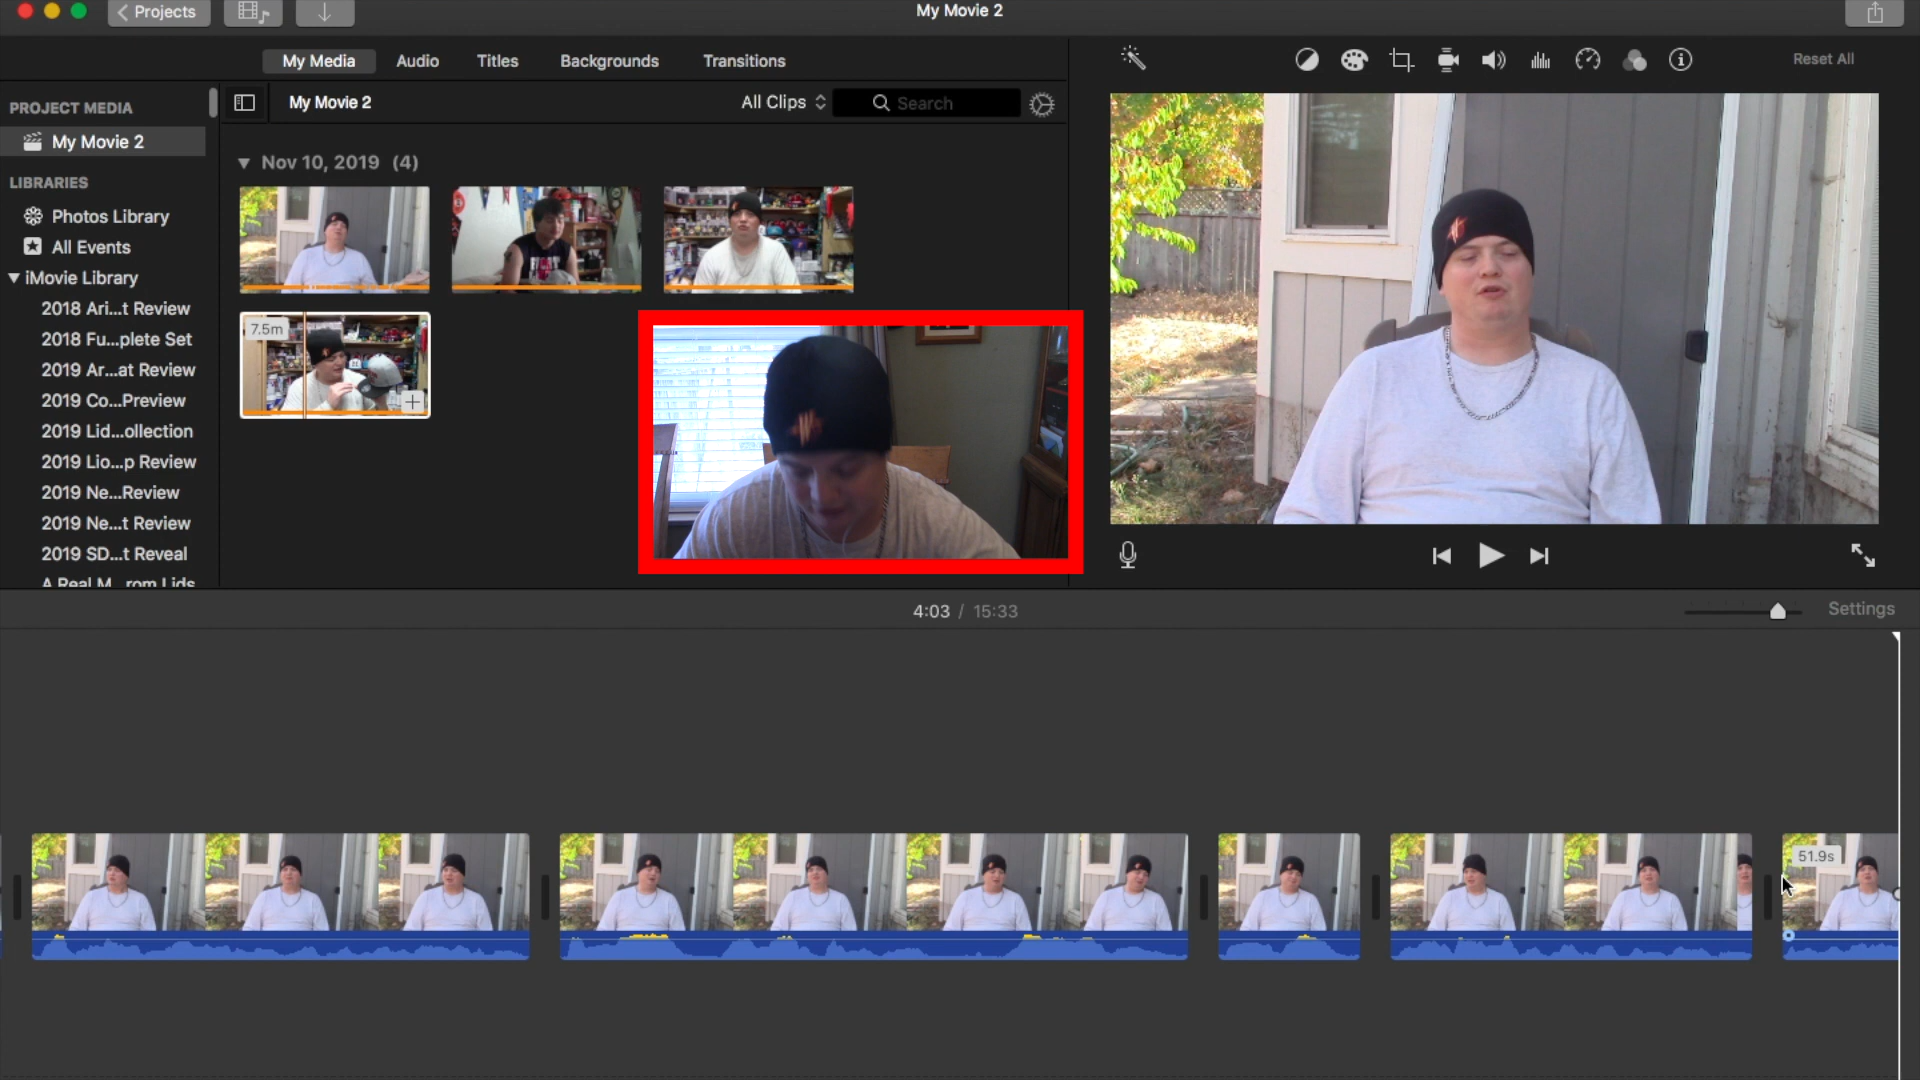 Projects
My Movie 2
My Media
Audio
Titles
Backgrounds
Transitions
Reset All
PROJECT MEDIA
My Movie 2
All Clips
Search
My Movie 2
LIBRARIES
Photos Library
All Events
iMovie Library
2018 Ari...t Review
2018 Fu...plete Set
2019 Ar...at Review
2019 Co...Preview
2019 Lid...ollection
2019 Lio...p Review
2019 Ne...Review
2019 Ne...t Review
2019 SD...t Reveal
A Real M...rom Lids
Nov 10, 2019 (4)
7.5m
4:03 / 15:33
Settings
51.9s